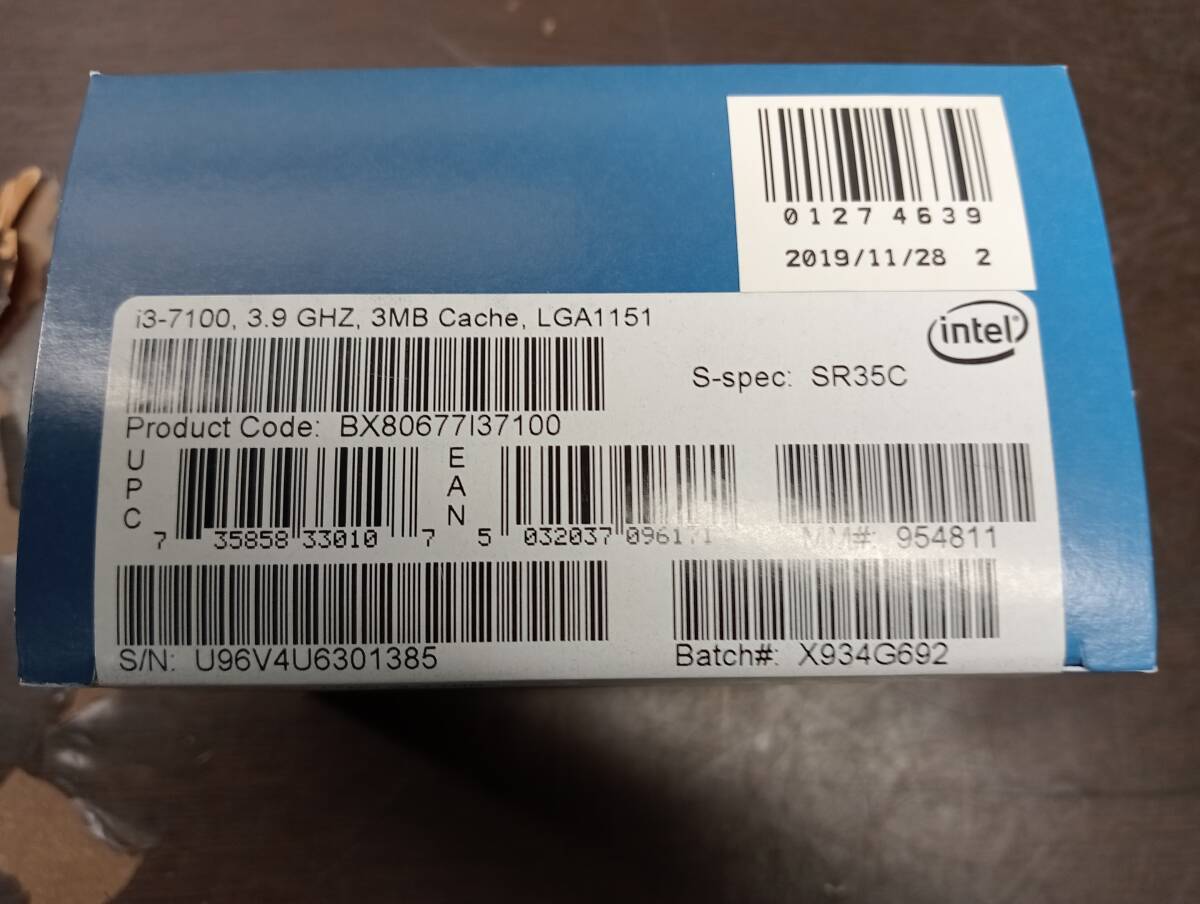 01274639
2019/11/28 2
i3-7100, 3.9 GHZ, 3MB Cache, LGA1151
intel®
S-spec: SR35C
Product Code: BX80677I37100
UPC
7 35858 33010 7
EAN
5 032037 096171
MM#: 954811
S/N: U96V4U6301385
Batch#: X934G692